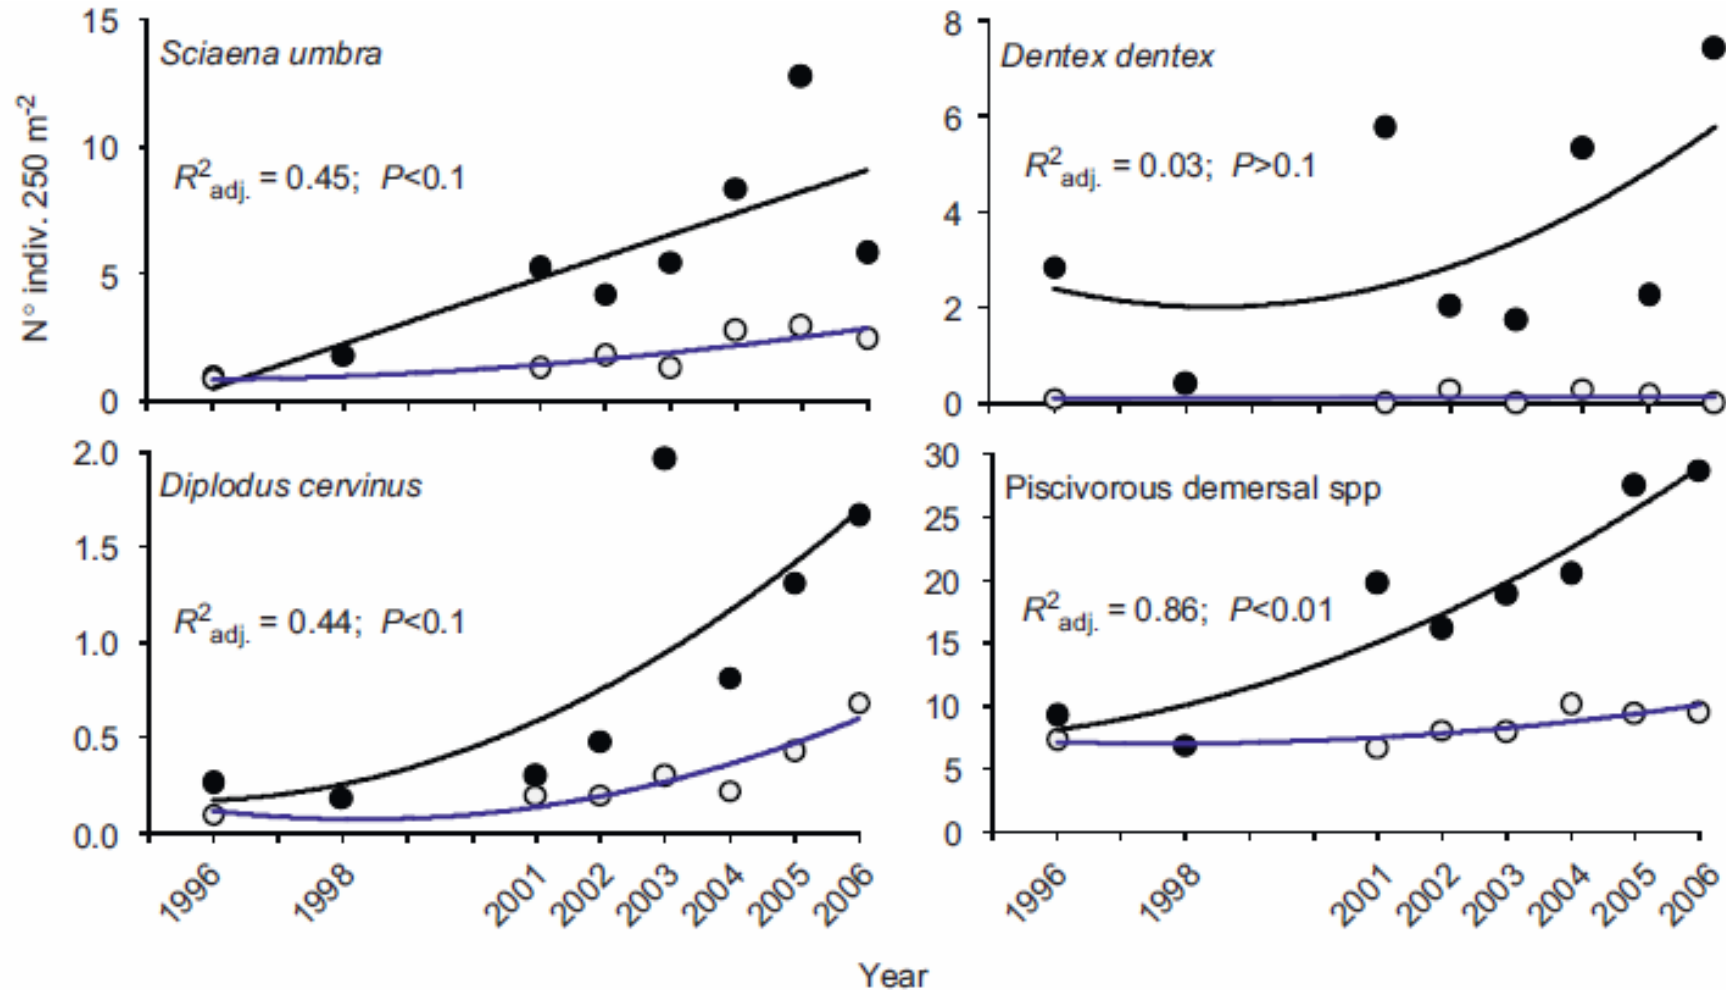 N° indiv. 250 m-2
15
10
5
0
Sciaena umbra
R2adj. = 0.45; P<0.1
8
6
4
2
0
Dentex dentex
R2adj. = 0.03; P>0.1
2.0
1.5
1.0
0.5
0.0
Diplodus cervinus
R2adj. = 0.44; P<0.1
1996 1998 2001 2002 2003 2004 2005 2006
30
25
20
15
10
5
0
Piscivorous demersal spp
R2adj. = 0.86; P<0.01
1996 1998 2001 2002 2003 2004 2005 2006
Year